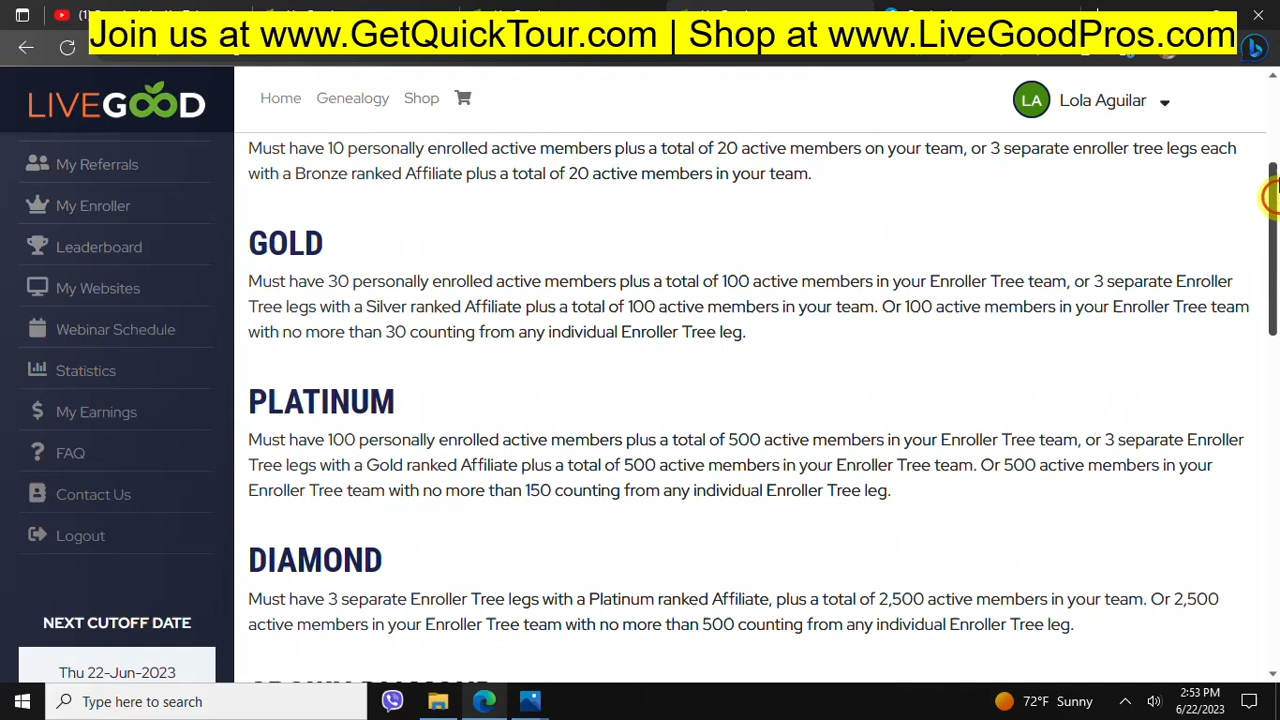 Join us at www.GetQuickTour.com | Shop at www.LiveGoodPros.com
LIVEGOOD
Home Genealogy Shop
LA Lola Aguilar
My Referrals
My Enroller
Leaderboard
My Websites
Webinar Schedule
Statistics
My Earnings
FAQ
Contact Us
Logout
NEXT CUTOFF DATE
Thu 22-Jun-2023
Must have 10 personally enrolled active members plus a total of 20 active members on your team, or 3 separate enroller tree legs each
with a Bronze ranked Affiliate plus a total of 20 active members in your team.
GOLD
Must have 30 personally enrolled active members plus a total of 100 active members in your Enroller Tree team, or 3 separate Enroller
Tree legs with a Silver ranked Affiliate plus a total of 100 active members in your team. Or 100 active members in your Enroller Tree team
with no more than 30 counting from any individual Enroller Tree leg.
PLATINUM
Must have 100 personally enrolled active members plus a total of 500 active members in your Enroller Tree team, or 3 separate Enroller
Tree legs with a Gold ranked Affiliate plus a total of 500 active members in your Enroller Tree team. Or 500 active members in your
Enroller Tree team with no more than 150 counting from any individual Enroller Tree leg.
DIAMOND
Must have 3 separate Enroller Tree legs with a Platinum ranked Affiliate, plus a total of 2,500 active members in your team. Or 2,500
active members in your Enroller Tree team with no more than 500 counting from any individual Enroller Tree leg.
Type here to search
72°F Sunny
2:53 PM
6/22/2023